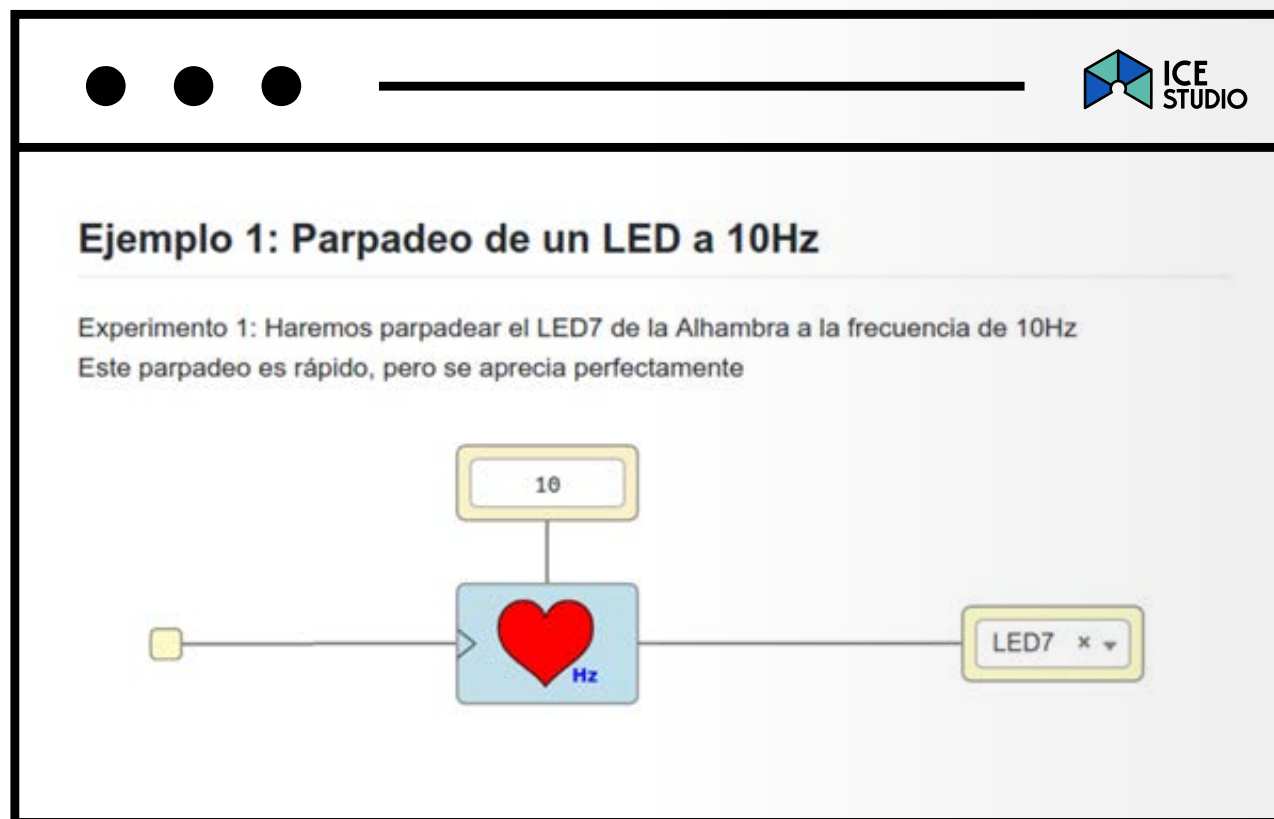 ICE
STUDIO
Ejemplo 1: Parpadeo de un LED a 10Hz
Experimento 1: Haremos parpadear el LED7 de la Alhambra a la frecuencia de 10Hz
Este parpadeo es rápido, pero se aprecia perfectamente
10
Hz
LED7